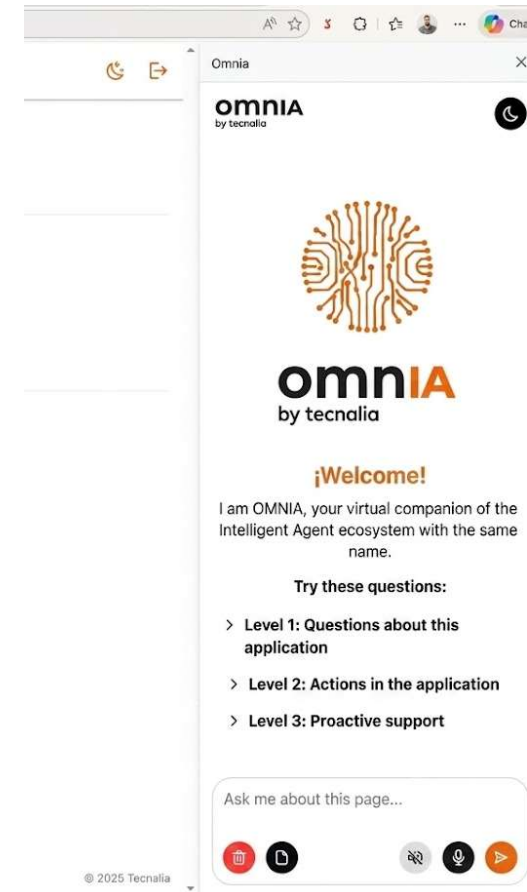 Cha
Omnia
omnIA
by tecnalia
omnIA
by tecnalia
¡Welcome!
I am OMNIA, your virtual companion of the
Intelligent Agent ecosystem with the same
name.
Try these questions:
Level 1: Questions about this
application
Level 2: Actions in the application
Level 3: Proactive support
Ask me about this page...
© 2025 Tecnalia